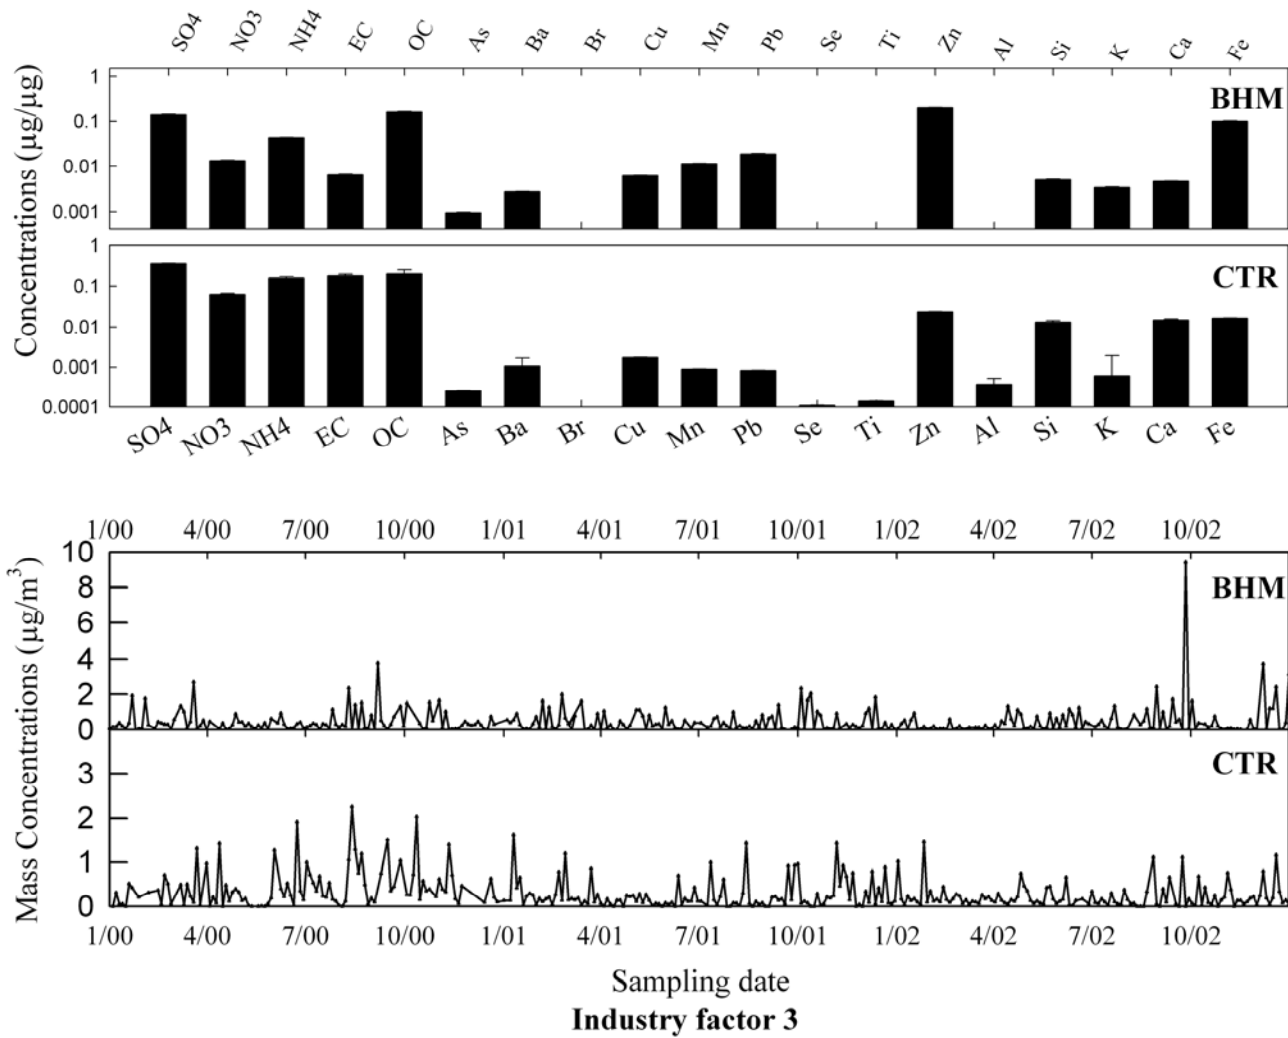 SO4 NO3 NH4 EC OC As Ba Br Cu Mn Pb Se Ti Zn Al Si K Ca Fe
Concentrations (µg/µg)
1
0.1
0.01
0.001
BHM
1
0.1
0.01
0.001
0.0001
CTR
SO4 NO3 NH4 EC OC As Ba Br Cu Mn Pb Se Ti Zn Al Si K Ca Fe
1/00 4/00 7/00 10/00 1/01 4/01 7/01 10/01 1/02 4/02 7/02 10/02
Mass Concentrations (µg/m³)
10
8
6
4
2
0
BHM
3
2
1
0
CTR
1/00 4/00 7/00 10/00 1/01 4/01 7/01 10/01 1/02 4/02 7/02 10/02
Sampling date
Industry factor 3